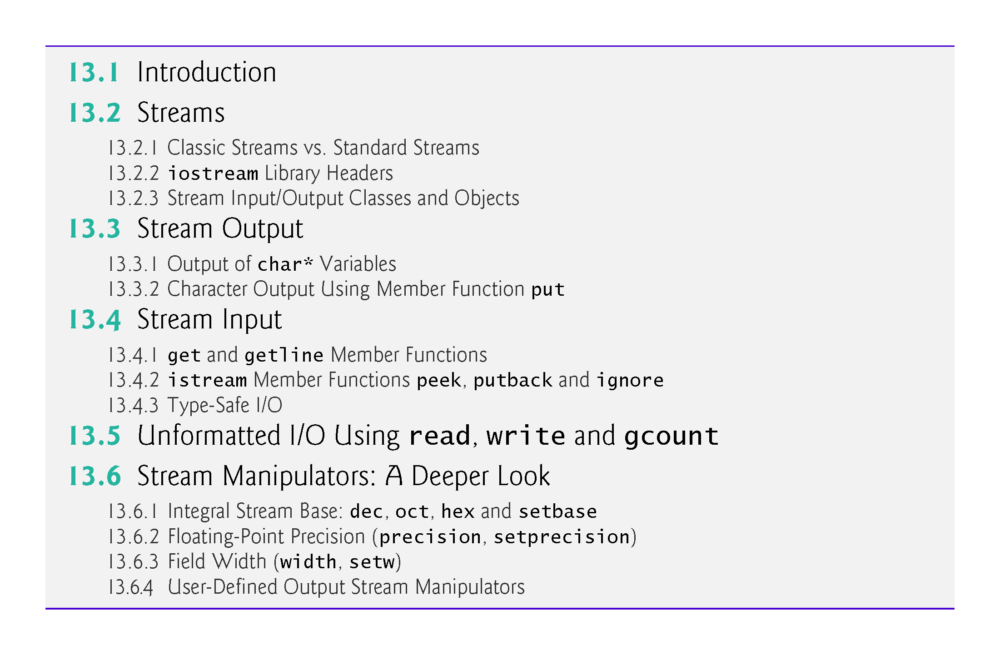 13.1 Introduction
13.2 Streams
13.2.1 Classic Streams vs. Standard Streams
13.2.2 iostream Library Headers
13.2.3 Stream Input/Output Classes and Objects
13.3 Stream Output
13.3.1 Output of char* Variables
13.3.2 Character Output Using Member Function put
13.4 Stream Input
13.4.1 get and getline Member Functions
13.4.2 istream Member Functions peek, putback and ignore
13.4.3 Type-Safe I/O
13.5 Unformatted I/O Using read, write and gcount
13.6 Stream Manipulators: A Deeper Look
13.6.1 Integral Stream Base: dec, oct, hex and setbase
13.6.2 Floating-Point Precision (precision, setprecision)
13.6.3 Field Width (width, setw)
13.6.4 User-Defined Output Stream Manipulators